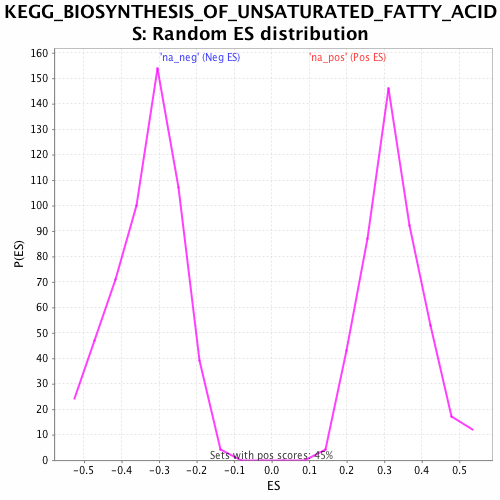 KEGG_BIOSYNTHESIS_OF_UNSATURATED_FATTY_ACID
S: Random ES distribution
'na_neg' (Neg ES)
'na_pos' (Pos ES)
160
150
140
130
120
110
100
90
80
70
60
50
40
30
20
10
0
P(ES)
Sets with pos scores: 45%
-0.5 -0.4 -0.3 -0.2 -0.1 0.0 0.1 0.2 0.3 0.4 0.5
ES